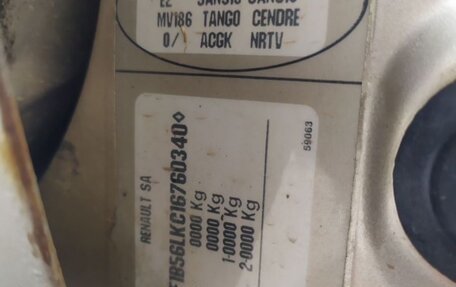 MV186 TANGO CENDRE
0/ ACGK NRTV
RENAULT SA
F1B56LKC16760340◊
0000 Kg
0000 Kg
1-0000 Kg
2-0000 Kg
59063